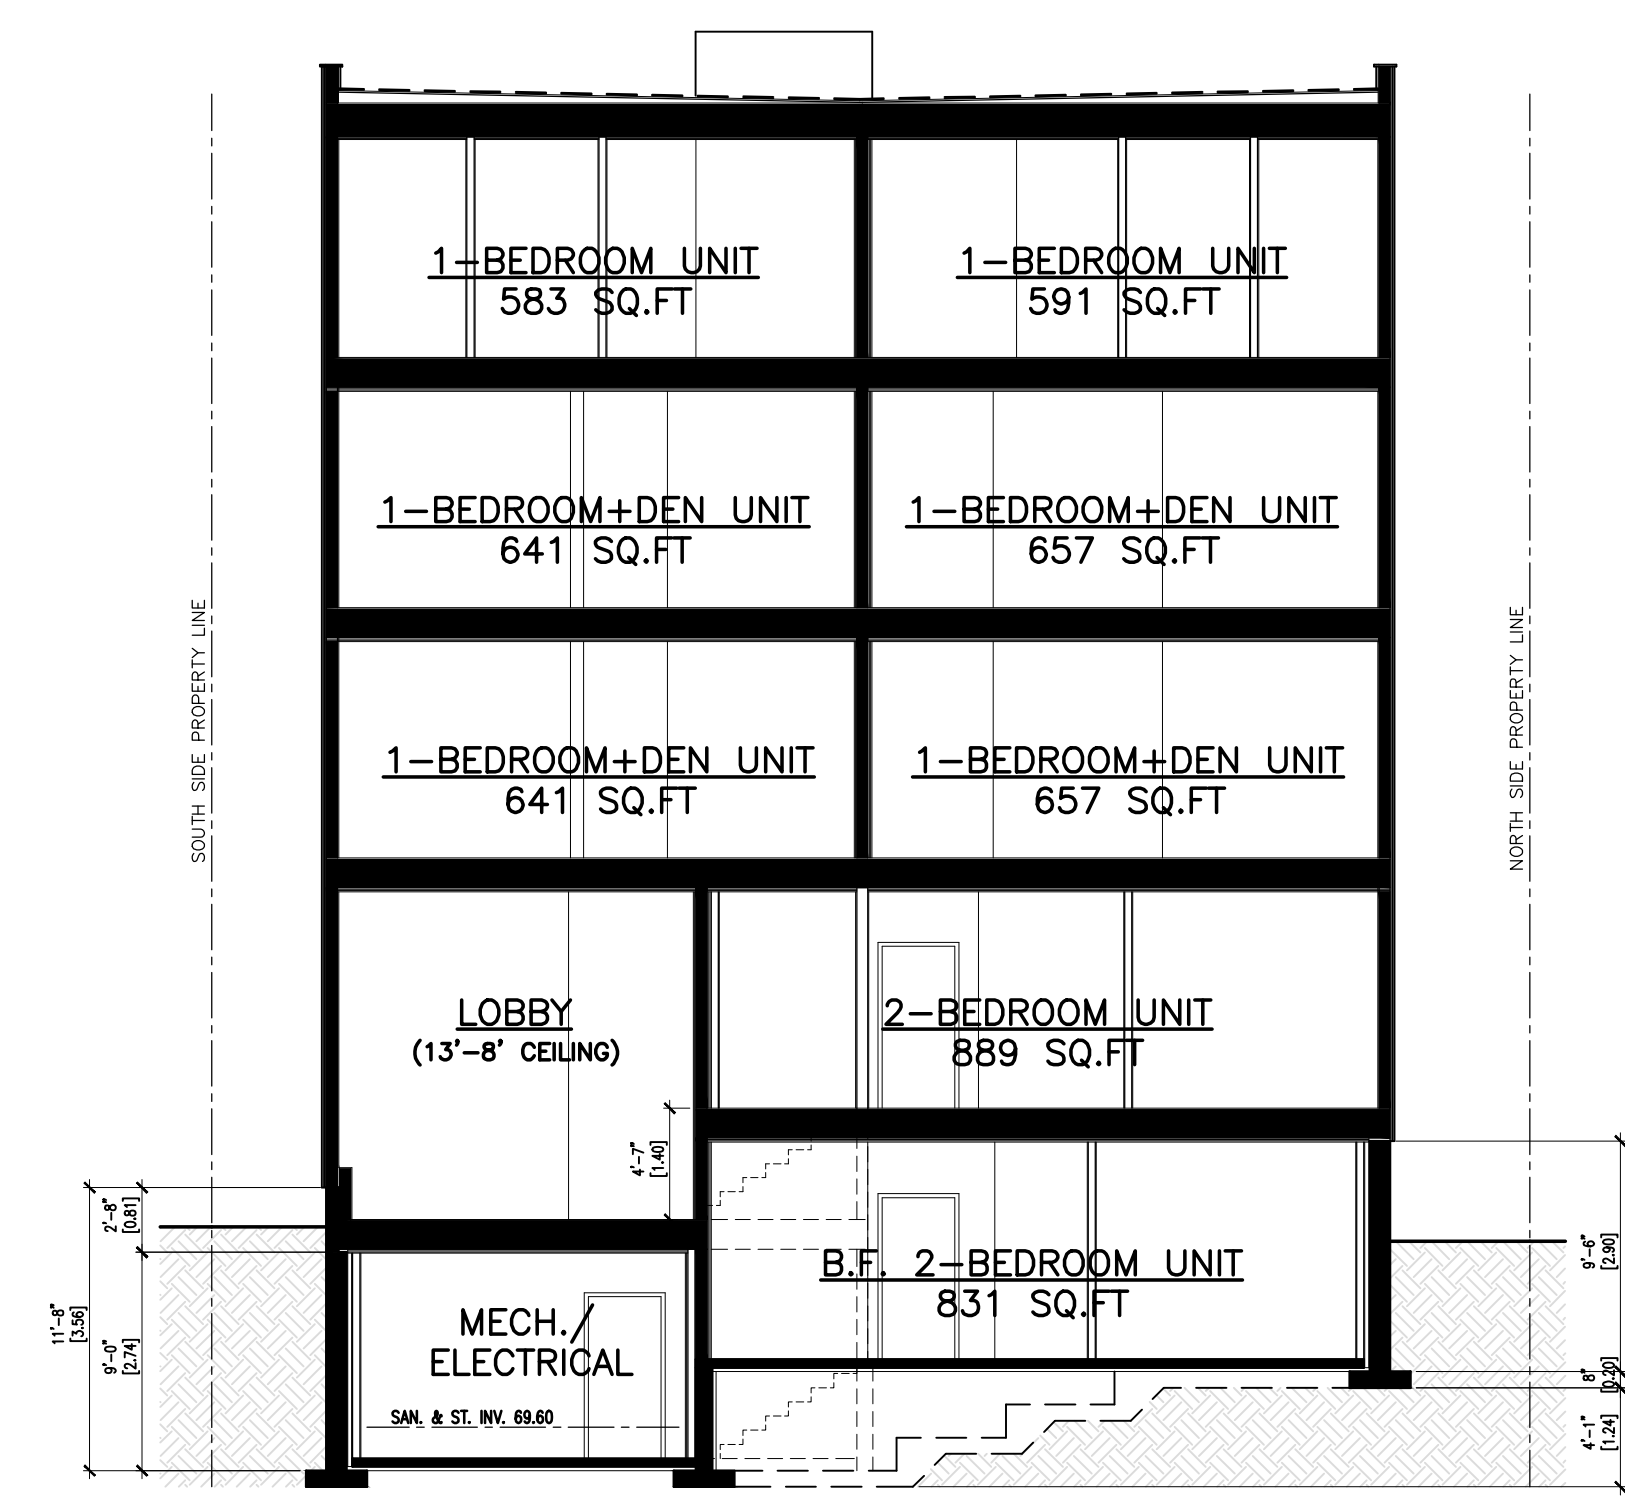 1-BEDROOM UNIT
583 SQ.FT
1-BEDROOM UNIT
591 SQ.FT
1-BEDROOM+DEN UNIT
641 SQ.FT
1-BEDROOM+DEN UNIT
657 SQ.FT
SOUTH SIDE PROPERTY LINE
NORTH SIDE PROPERTY LINE
1-BEDROOM+DEN UNIT
641 SQ.FT
1-BEDROOM+DEN UNIT
657 SQ.FT
LOBBY
(13'-8' CEILING)
2-BEDROOM UNIT
889 SQ.FT
4'-7"
[1.40]
2'-8"
[0.81]
11'-8"
[3.56]
9'-0"
[2.74]
B.F. 2-BEDROOM UNIT
831 SQ.FT
9'-6"
[2.90]
MECH./
ELECTRICAL
SAN. & ST. INV. 69.60
8"
[0.20]
4'-1"
[1.24]